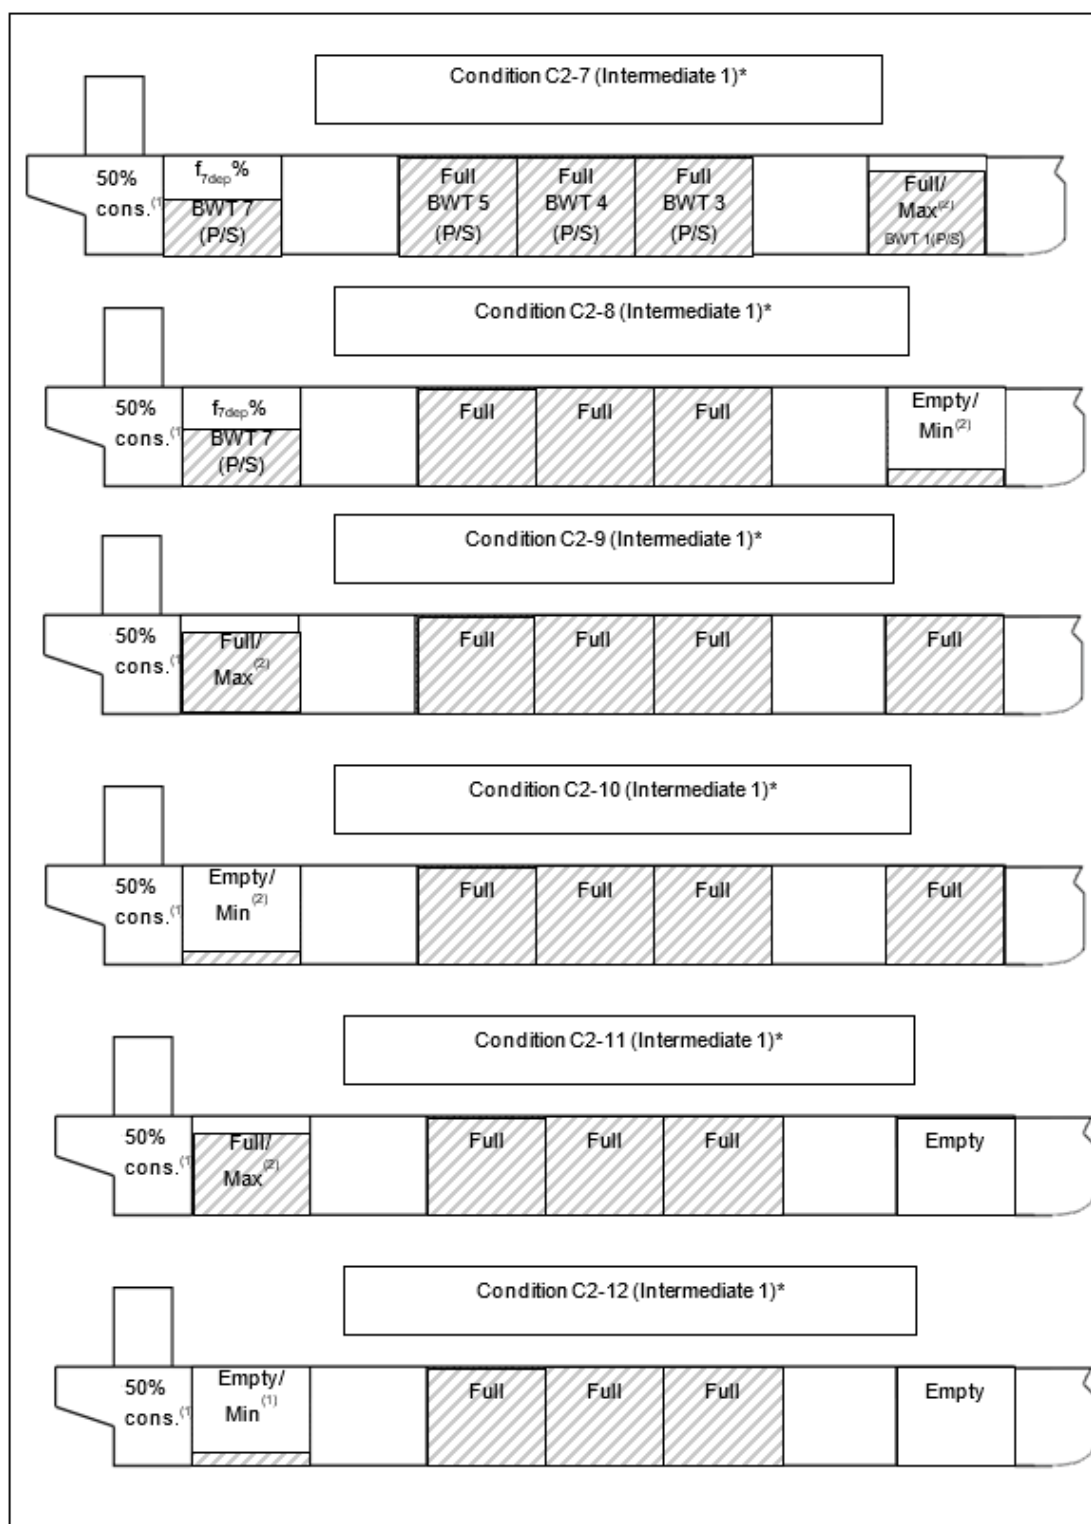 Condition C2-7 (Intermediate 1)*
50%
cons.(1)
f7dep%
BWT 7
(P/S)
Full
BWT 5
(P/S)
Full
BWT 4
(P/S)
Full
BWT 3
(P/S)
Full/
Max(2)
BWT 1(P/S)
Condition C2-8 (Intermediate 1)*
50%
cons.(1)
f7dep%
BWT 7
(P/S)
Full
Full
Full
Empty/
Min(2)
Condition C2-9 (Intermediate 1)*
50%
cons.(1)
Full/
Max(2)
Full
Full
Full
Full
Condition C2-10 (Intermediate 1)*
50%
cons.(1)
Empty/
Min(2)
Full
Full
Full
Full
Condition C2-11 (Intermediate 1)*
50%
cons.(1)
Full/
Max(2)
Full
Full
Full
Empty
Condition C2-12 (Intermediate 1)*
50%
cons.(1)
Empty/
Min(1)
Full
Full
Full
Empty